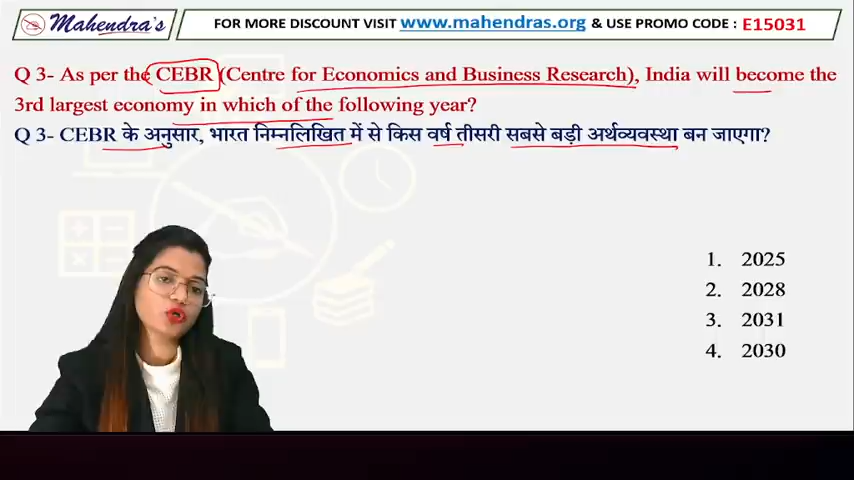 Mahendra's
FOR MORE DISCOUNT VISIT www.mahendras.org & USE PROMO CODE : E15031
Q 3- As per the CEBR (Centre for Economics and Business Research), India will become the
3rd largest economy in which of the following year?
Q 3- CEBR के अनुसार, भारत निम्नलिखित में से किस वर्ष तीसरी सबसे बड़ी अर्थव्यवस्था बन जाएगा?
1. 2025
2. 2028
3. 2031
4. 2030